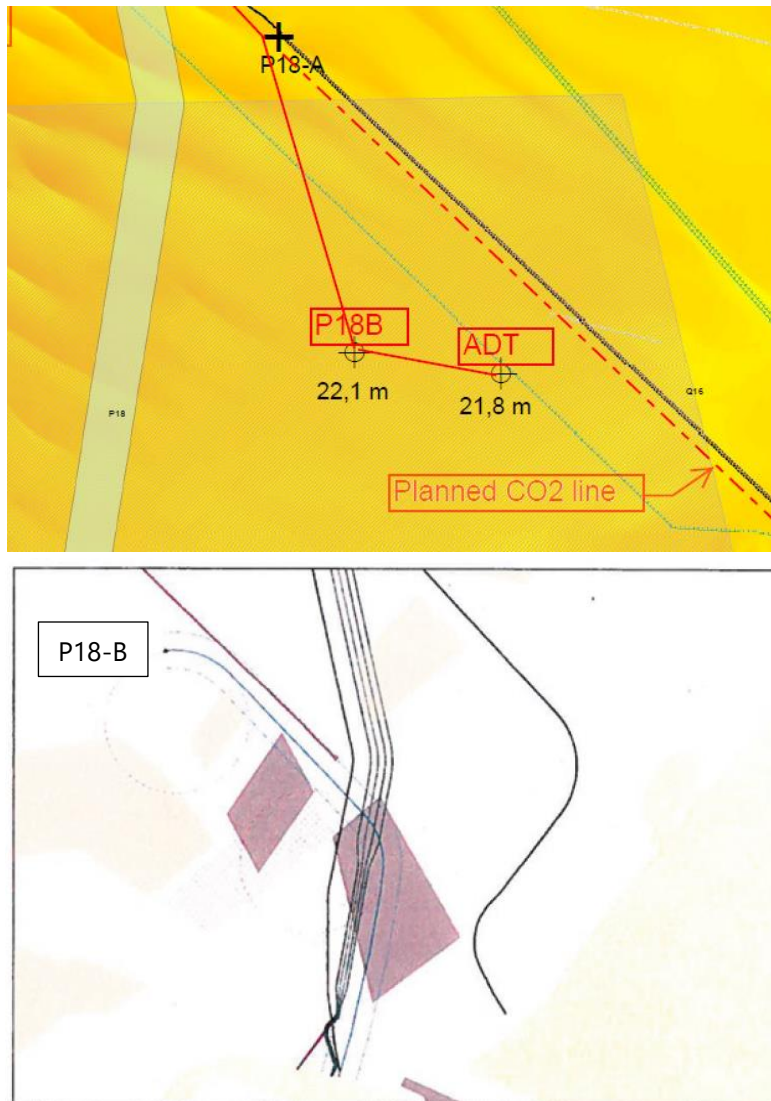 P18-A
P18B
ADT
22,1 m
21,8 m
P18
Q16
Planned CO2 line
P18-B